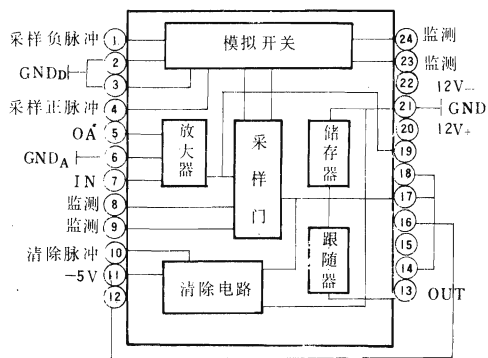 采样负脉冲 1 模拟开关 24 监测
2 23 监测
GND_D 3 22 12V-
采样正脉冲 4 21 GND
OA 5 放大器 采样门 储存器 20 12V+
GND_A 6 19
IN 7 18
监测 8 17
监测 9 16
清除脉冲 10 跟随器 15
-5V 11 清除电路 14
12 13 OUT